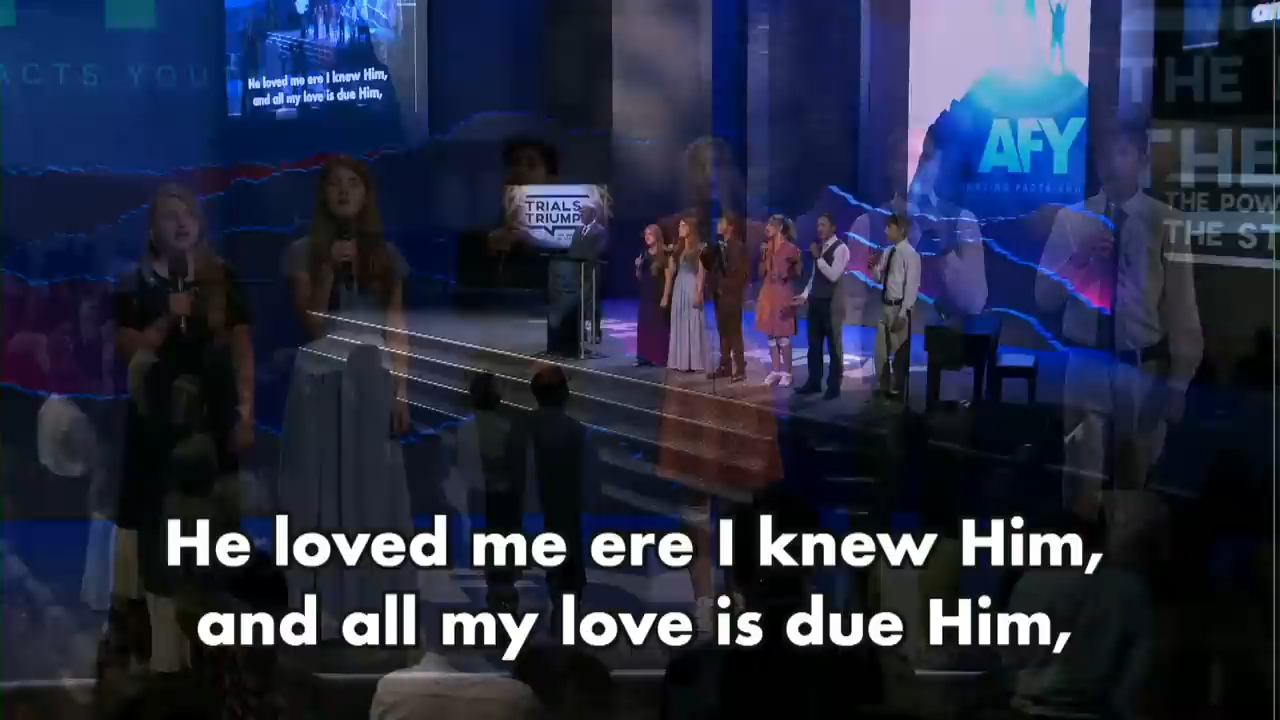 ACTS YOU
He loved me ere I knew Him,
and all my love is due Him,
AFY
TRIALS
TRIUMP
THE
THE
THE POW
THE ST
He loved me ere I knew Him,
and all my love is due Him,